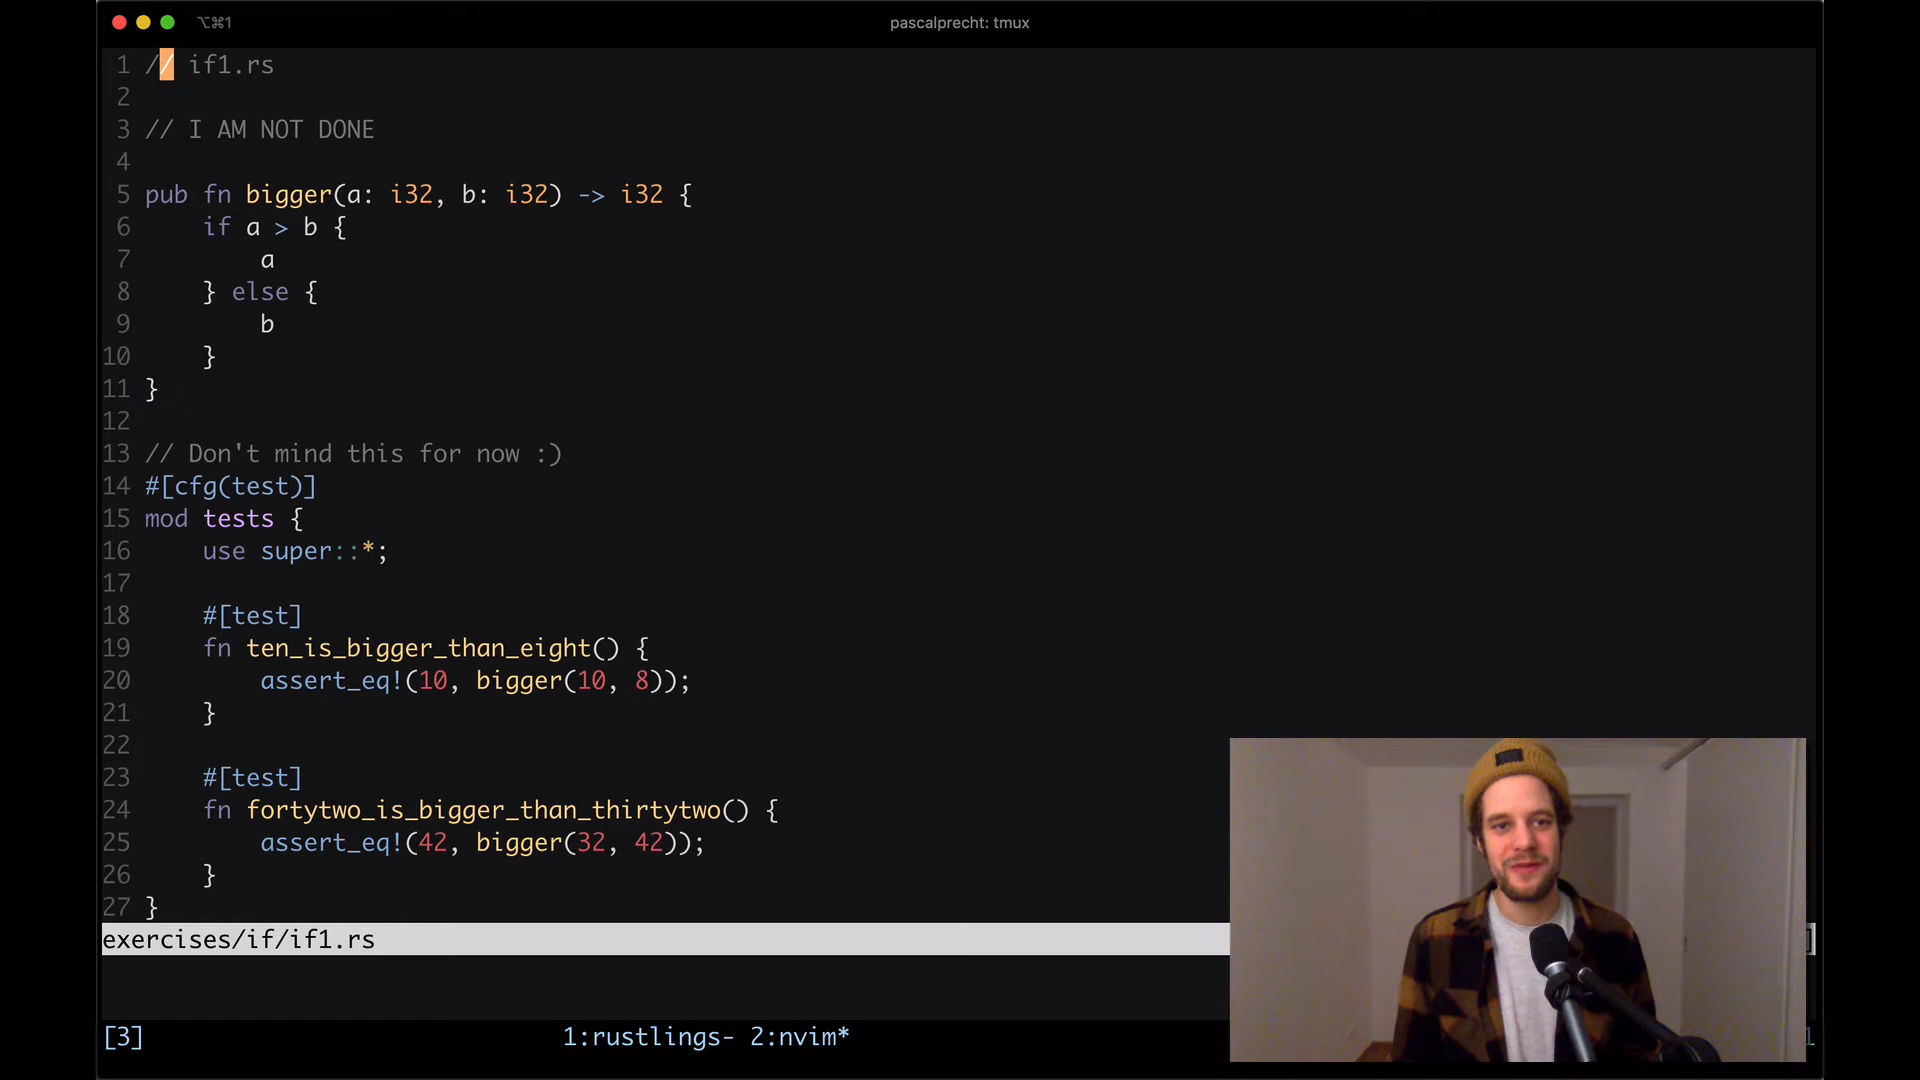 ⌥⌘1
pascalprecht: tmux
1 // if1.rs
2
3 // I AM NOT DONE
4
5 pub fn bigger(a: i32, b: i32) -> i32 {
6     if a > b {
7         a
8     } else {
9         b
10     }
11 }
12
13 // Don't mind this for now :)
14 #[cfg(test)]
15 mod tests {
16     use super::*;
17
18     #[test]
19     fn ten_is_bigger_than_eight() {
20         assert_eq!(10, bigger(10, 8));
21     }
22
23     #[test]
24     fn fortytwo_is_bigger_than_thirtytwo() {
25         assert_eq!(42, bigger(32, 42));
26     }
27 }
exercises/if/if1.rs
[3] 1:rustlings- 2:nvim*